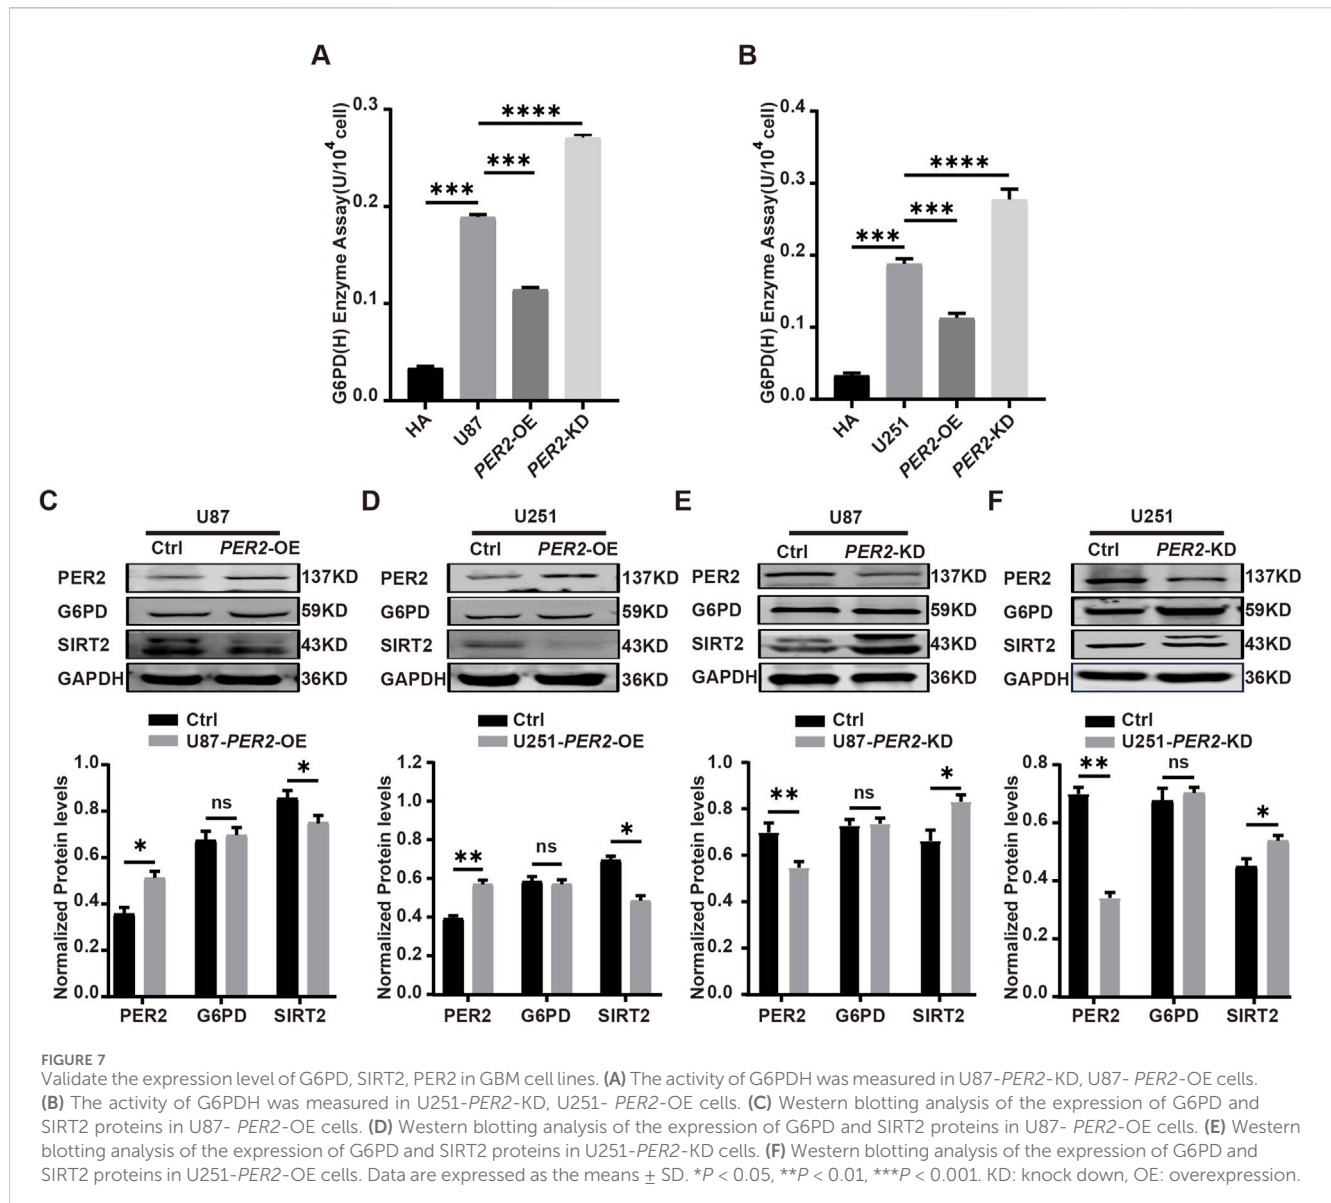 A
G6PD(H) Enzyme Assay(U/10⁴ cell)
0.3
0.2
0.1
0.0
****
***
***
HA
U87
PER2-OE
PER2-KD
B
G6PD(H) Enzyme Assay(U/10⁴ cell)
0.4
0.3
0.2
0.1
0.0
****
***
***
HA
U251
PER2-OE
PER2-KD
C
U87
Ctrl PER2-OE
PER2 137KD
G6PD 59KD
SIRT2 43KD
GAPDH 36KD
Ctrl
U87-PER2-OE
Normalized Protein levels
1.0
0.8
0.6
0.4
0.2
0.0
*
ns
*
PER2 G6PD SIRT2
D
U251
Ctrl PER2-OE
PER2 137KD
G6PD 59KD
SIRT2 43KD
GAPDH 36KD
Ctrl
U251-PER2-OE
Normalized Protein levels
1.2
1.0
0.8
0.6
0.4
0.2
0.0
**
ns
*
PER2 G6PD SIRT2
E
U87
Ctrl PER2-KD
PER2 137KD
G6PD 59KD
SIRT2 43KD
GAPDH 36KD
Ctrl
U87-PER2-KD
Normalized Protein levels
1.0
0.8
0.6
0.4
0.2
0.0
**
ns
*
PER2 G6PD SIRT2
F
U251
Ctrl PER2-KD
PER2 137KD
G6PD 59KD
SIRT2 43KD
GAPDH 36KD
Ctrl
U251-PER2-KD
Normalized Protein levels
0.8
0.6
0.4
0.2
0.0
**
ns
*
PER2 G6PD SIRT2
FIGURE 7
Validate the expression level of G6PD, SIRT2, PER2 in GBM cell lines. (A) The activity of G6PDH was measured in U87-PER2-KD, U87- PER2-OE cells.
(B) The activity of G6PDH was measured in U251-PER2-KD, U251- PER2-OE cells. (C) Western blotting analysis of the expression of G6PD and
SIRT2 proteins in U87- PER2-OE cells. (D) Western blotting analysis of the expression of G6PD and SIRT2 proteins in U87- PER2-OE cells. (E) Western
blotting analysis of the expression of G6PD and SIRT2 proteins in U251-PER2-KD cells. (F) Western blotting analysis of the expression of G6PD and
SIRT2 proteins in U251-PER2-OE cells. Data are expressed as the means ± SD. *P < 0.05, **P < 0.01, ***P < 0.001. KD: knock down, OE: overexpression.